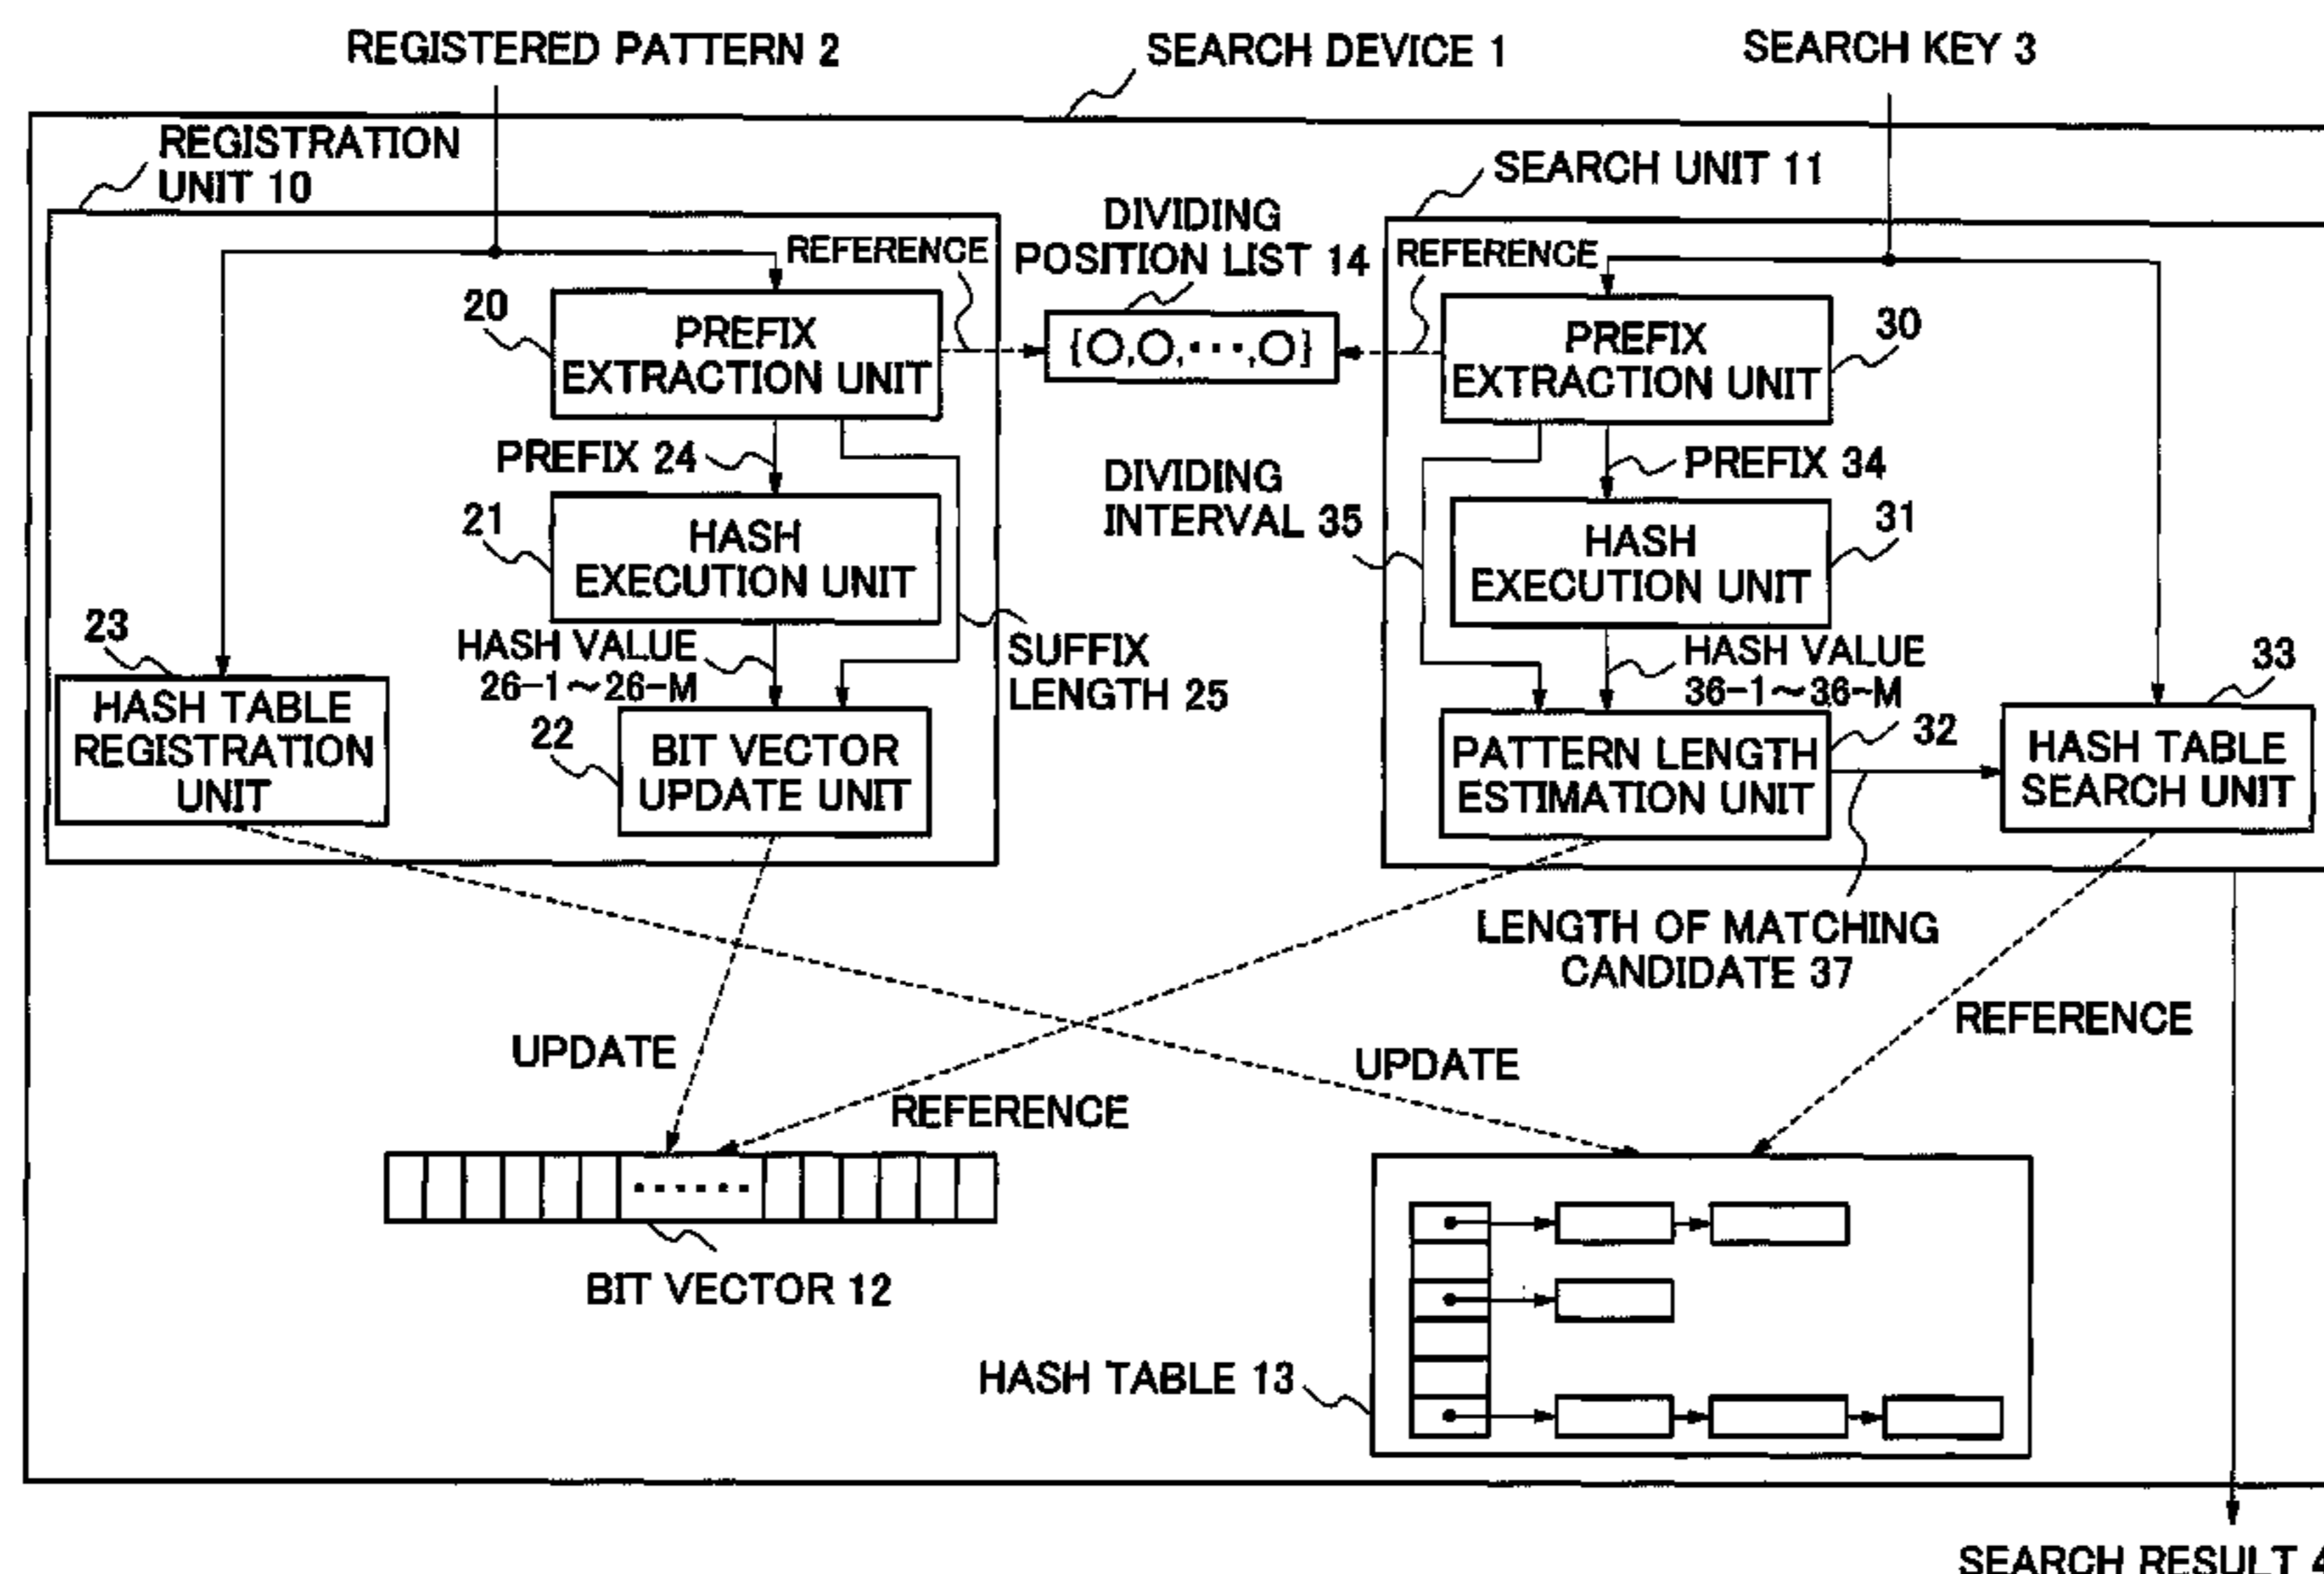 REGISTERED PATTERN 2
SEARCH DEVICE 1
SEARCH KEY 3
REGISTRATION
UNIT 10
SEARCH UNIT 11
DIVIDING
POSITION LIST 14
REFERENCE
REFERENCE
20
PREFIX
EXTRACTION UNIT
{○,○,···,○}
PREFIX
EXTRACTION UNIT
30
PREFIX 24
DIVIDING
INTERVAL 35
PREFIX 34
21
HASH
EXECUTION UNIT
HASH
EXECUTION UNIT
31
23
HASH VALUE
26-1~26-M
SUFFIX
LENGTH 25
HASH VALUE
36-1~36-M
33
HASH TABLE
REGISTRATION
UNIT
22
BIT VECTOR
UPDATE UNIT
PATTERN LENGTH
ESTIMATION UNIT
32
HASH TABLE
SEARCH UNIT
LENGTH OF MATCHING
CANDIDATE 37
UPDATE
REFERENCE
UPDATE
REFERENCE
······
BIT VECTOR 12
HASH TABLE 13
SEARCH RESULT 4